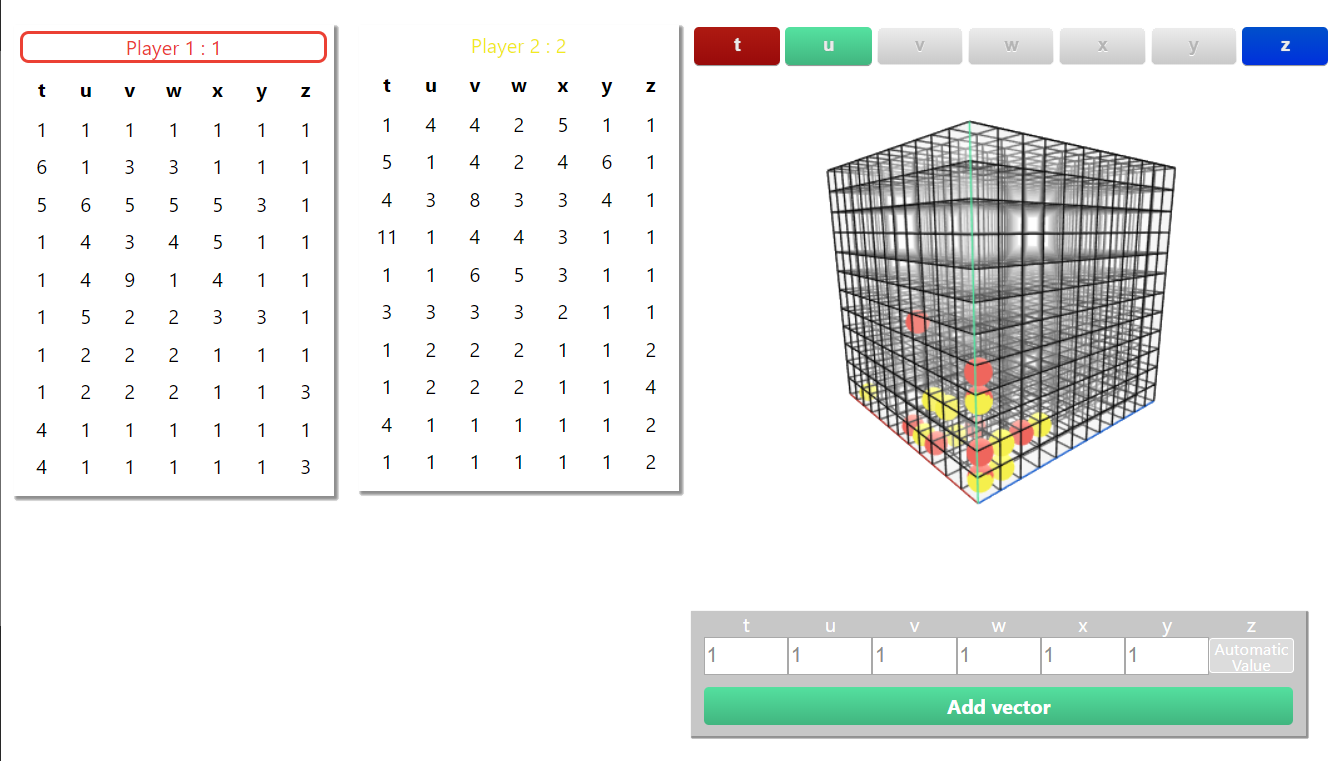 Player 1 : 1
t u v w x y z
1 1 1 1 1 1 1
6 1 3 3 1 1 1
5 6 5 5 5 3 1
1 4 3 4 5 1 1
1 4 9 1 4 1 1
1 5 2 2 3 3 1
1 2 2 2 1 1 1
1 2 2 2 1 1 3
4 1 1 1 1 1 1
4 1 1 1 1 1 3
Player 2 : 2
t u v w x y z
1 4 4 2 5 1 1
5 1 4 2 4 6 1
4 3 8 3 3 4 1
11 1 4 4 3 1 1
1 1 6 5 3 1 1
3 3 3 3 2 1 1
1 2 2 2 1 1 2
1 2 2 2 1 1 4
4 1 1 1 1 1 2
1 1 1 1 1 1 2
t u v w x y z
t u v w x y z
1 1 1 1 1 1 Automatic
Value
Add vector